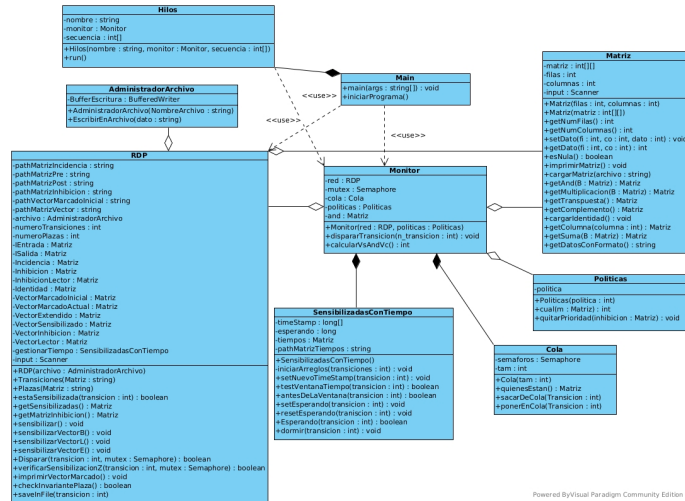 Hilos
-nombre : string
-monitor : Monitor
-secuencia : int[]
+Hilos(nombre : string, monitor : Monitor, secuencia : int[])
+run()
AdministradorArchivo
-BufferEscritura : BufferedWriter
+AdministradorArchivo(NombreArchivo : string)
+EscribirEnArchivo(dato : string)
Main
+main(args : string[]) : void
+iniciarPrograma()
<<use>>
<<use>>
<<use>>
Matriz
-matriz : int[][]
-filas : int
-columnas : int
-input : Scanner
+Matriz(filas : int, columnas : int)
+Matriz(matriz : int[][])
+getNumFilas() : int
+getNumColumnas() : int
+setDato(fi : int, co : int, dato : int) : void
+getDato(fi : int, co : int) : int
+esNula() : boolean
+imprimirMatriz() : void
+cargarMatriz(archivo : string)
+getAnd(B : Matriz) : Matriz
+getMultiplicacion(B : Matriz) : Matriz
+getTranspuesta() : Matriz
+getComplemento() : Matriz
+cargarIdentidad() : void
+getColumna(columna : int) : Matriz
+getSuma(B : Matriz) : Matriz
+getDatosConFormato() : string
RDP
-pathMatrizIncidencia : string
-pathMatrizPre : string
-pathMatrizPost : string
-pathMatrizInhibicion : string
-pathVectorMarcadoInicial : string
-pathMatrizVector : string
-archivo : AdministradorArchivo
-numeroTransiciones : int
-numeroPlazas : int
-IEntrada : Matriz
-ISalida : Matriz
-Incidencia : Matriz
-Inhibicion : Matriz
-InhibicionLector : Matriz
-Identidad : Matriz
-VectorMarcadoInicial : Matriz
-VectorMarcadoActual : Matriz
-VectorExtendido : Matriz
-VectorSensibilizado : Matriz
-VectorInhibicion : Matriz
-VectorLector : Matriz
-gestionarTiempo : SensibilizadasConTiempo
-input : Scanner
+RDP(archivo : AdministradorArchivo)
+Transiciones(Matriz : string)
+Plazas(Matriz : string)
+estaSensibilizada(transicion : int) : boolean
+getSensibilizadas() : Matriz
+getMatrizInhibicion() : Matriz
+sensibilizar() : void
+sensibilizarVectorB() : void
+sensibilizarVectorL() : void
+sensibilizarVectorE() : void
+Disparar(transicion : int, mutex : Semaphore) : boolean
+verificarSensibilizacionZ(transicion : int, mutex : Semaphore) : boolean
+imprimirVectorMarcado() : void
+checkInvariantePlaza() : boolean
+saveInFile(transicion : int)
Monitor
-red : RDP
-mutex : Semaphore
-cola : Cola
-politicas : Politicas
-and : Matriz
+Monitor(red : RDP, politicas : Politicas)
+dispararTransicion(n_transicion : int) : void
+calcularVsAndVc() : int
Politicas
-politica
+Politicas(politica : int)
+cual(m : Matriz) : int
+quitarPrioridad(inhibicion : Matriz) : void
SensibilizadasConTiempo
-timeStamp : long[]
-esperando : long
-tiempos : Matriz
-pathMatrizTiempos : string
+SensibilizadasConTiempo()
-iniciarArreglos(transiciones : int) : void
+setNuevoTimeStamp(transicion : int) : void
+testVentanaTiempo(transicion : int) : boolean
+antesDeLaVentana(transicion : int) : boolean
+setEsperando(transicion : int) : void
+resetEsperando(transicion : int) : void
+Esperando(transicion : int) : boolean
+dormir(transicion : int) : void
Cola
-semaforos : Semaphore
-tam : int
+Cola(tam : int)
+quienesEstan() : Matriz
+sacarDeCola(Transicion : int)
+ponerEnCola(Transicion : int)
Powered ByVisual Paradigm Community Edition